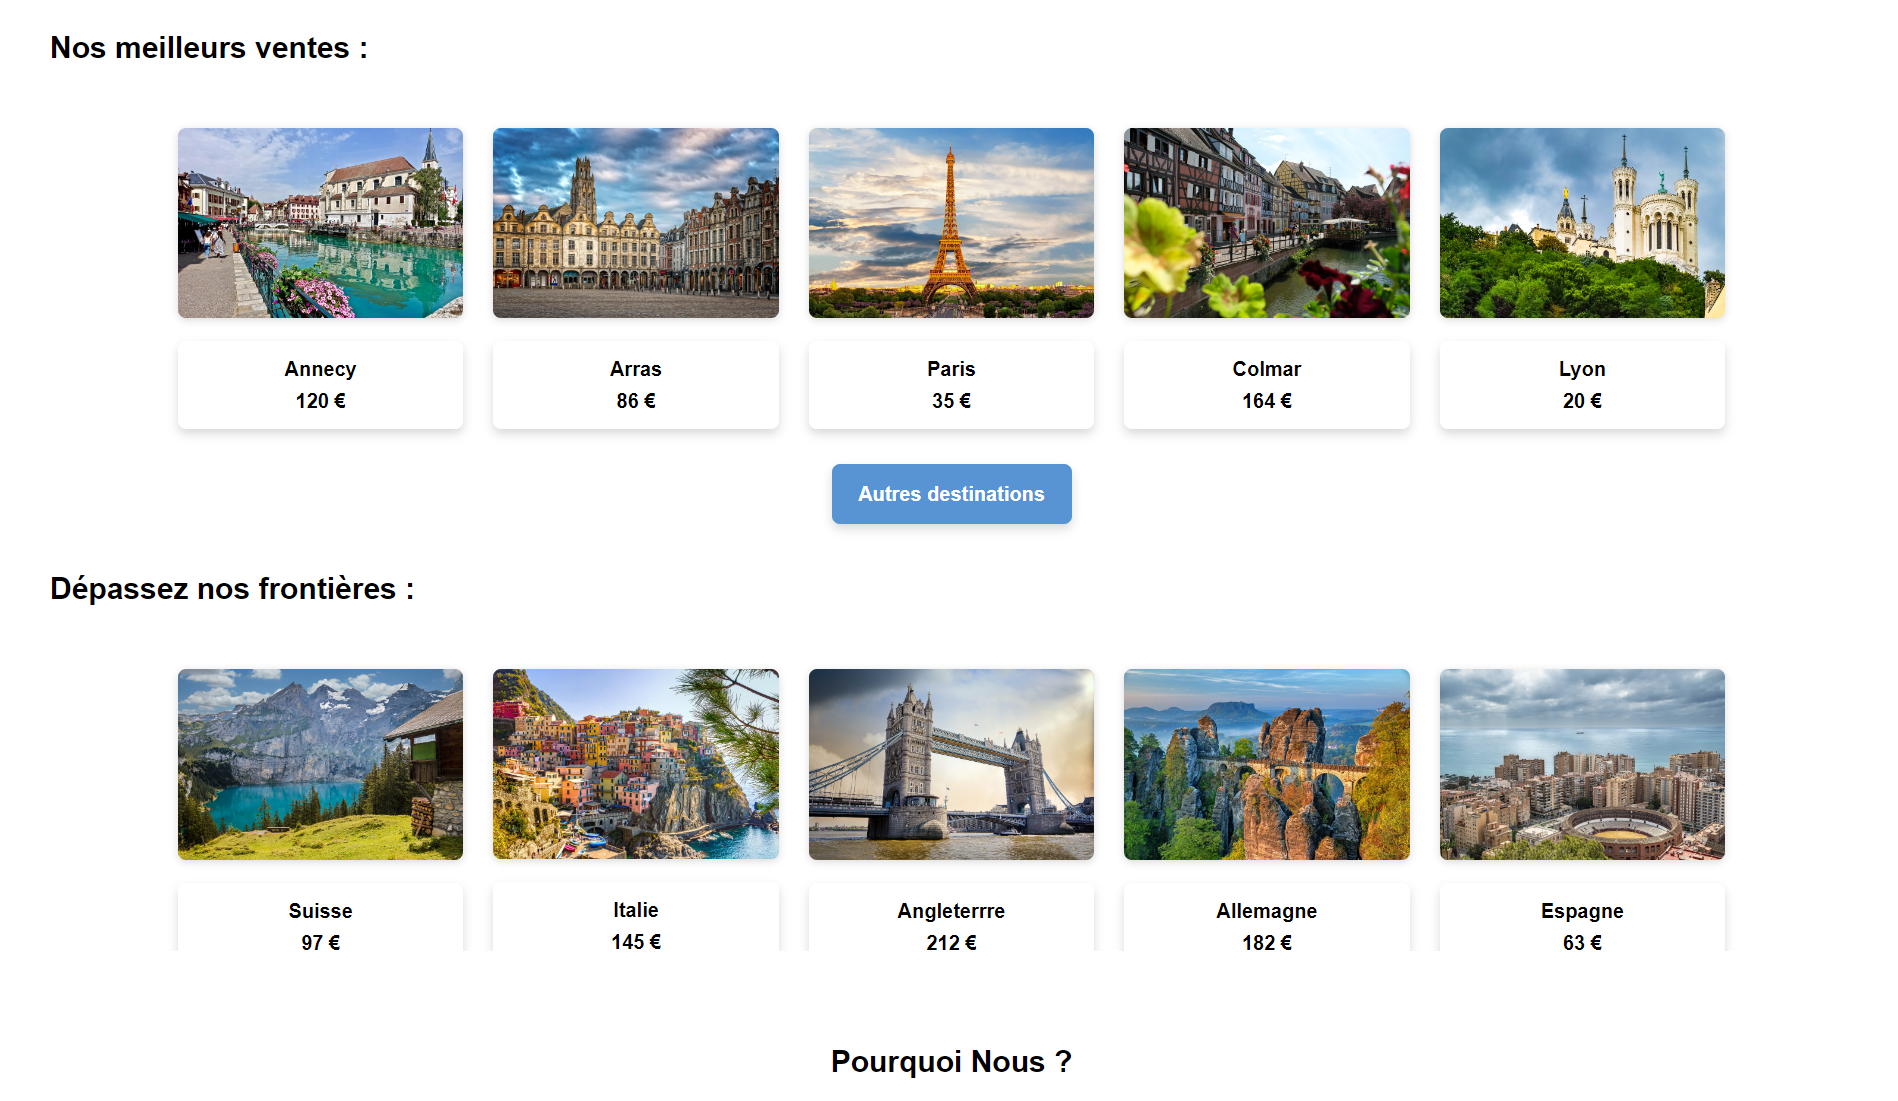 Nos meilleurs ventes :
Annecy
120 €
Arras
86 €
Paris
35 €
Colmar
164 €
Lyon
20 €
Autres destinations
Dépassez nos frontières :
Suisse
97 €
Italie
145 €
Angleterrre
212 €
Allemagne
182 €
Espagne
63 €
Pourquoi Nous ?